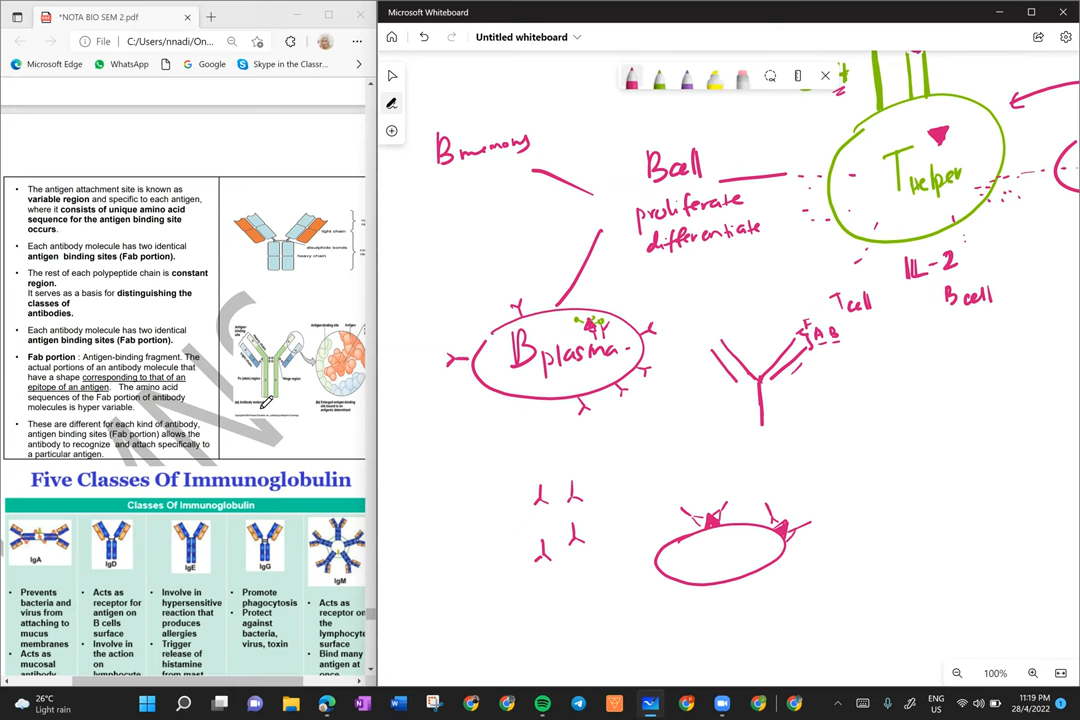 *NOTA BIO SEM 2.pdf
File
C:/Users/nnadi/On...
Microsoft Edge
WhatsApp
Google
Skype in the Classr...
The antigen attachment site is known as
variable region and specific to each antigen,
where it consists of unique amino acid
sequence for the antigen binding site
occurs.
Each antibody molecule has two identical
antigen binding sites (Fab portion).
The rest of each polypeptide chain is constant
region.
It serves as a basis for distinguishing the
classes of
antibodies.
Each antibody molecule has two identical
antigen binding sites (Fab portion).
Fab portion : Antigen-binding fragment. The
actual portions of an antibody molecule that
have a shape corresponding to that of an
epitope of an antigen. The amino acid
sequences of the Fab portion of antibody
molecules is hyper variable.
These are different for each kind of antibody,
antigen binding sites (Fab portion) allows the
antibody to recognize and attach specifically to
a particular antigen.
light chain
disulphide bonds
heavy chain
Five Classes Of Immunoglobulin
Classes Of Immunoglobulin
IgA
IgD
IgE
IgG
IgM
Prevents
bacteria and
virus from
attaching to
mucus
membranes
Acts as
mucosal
antibody
Acts as
receptor for
antigen on
B cells
surface
Involve in
the action
on
lymphocyte
Involve in
hypersensitive
reaction that
produces
allergies
Trigger
release of
histamine
from mast
Promote
phagocytosis
Protect
against
bacteria,
virus, toxin
Acts as
receptor on
the
lymphocyte
surface
Bind many
antigen at
once
Microsoft Whiteboard
Untitled whiteboard
B memory
B cell
proliferate
differentiate
T helper
IL-2
T cell
B cell
B plasma
F
A B
100%
26°C
Light rain
ENG
US
11:19 PM
28/4/2022